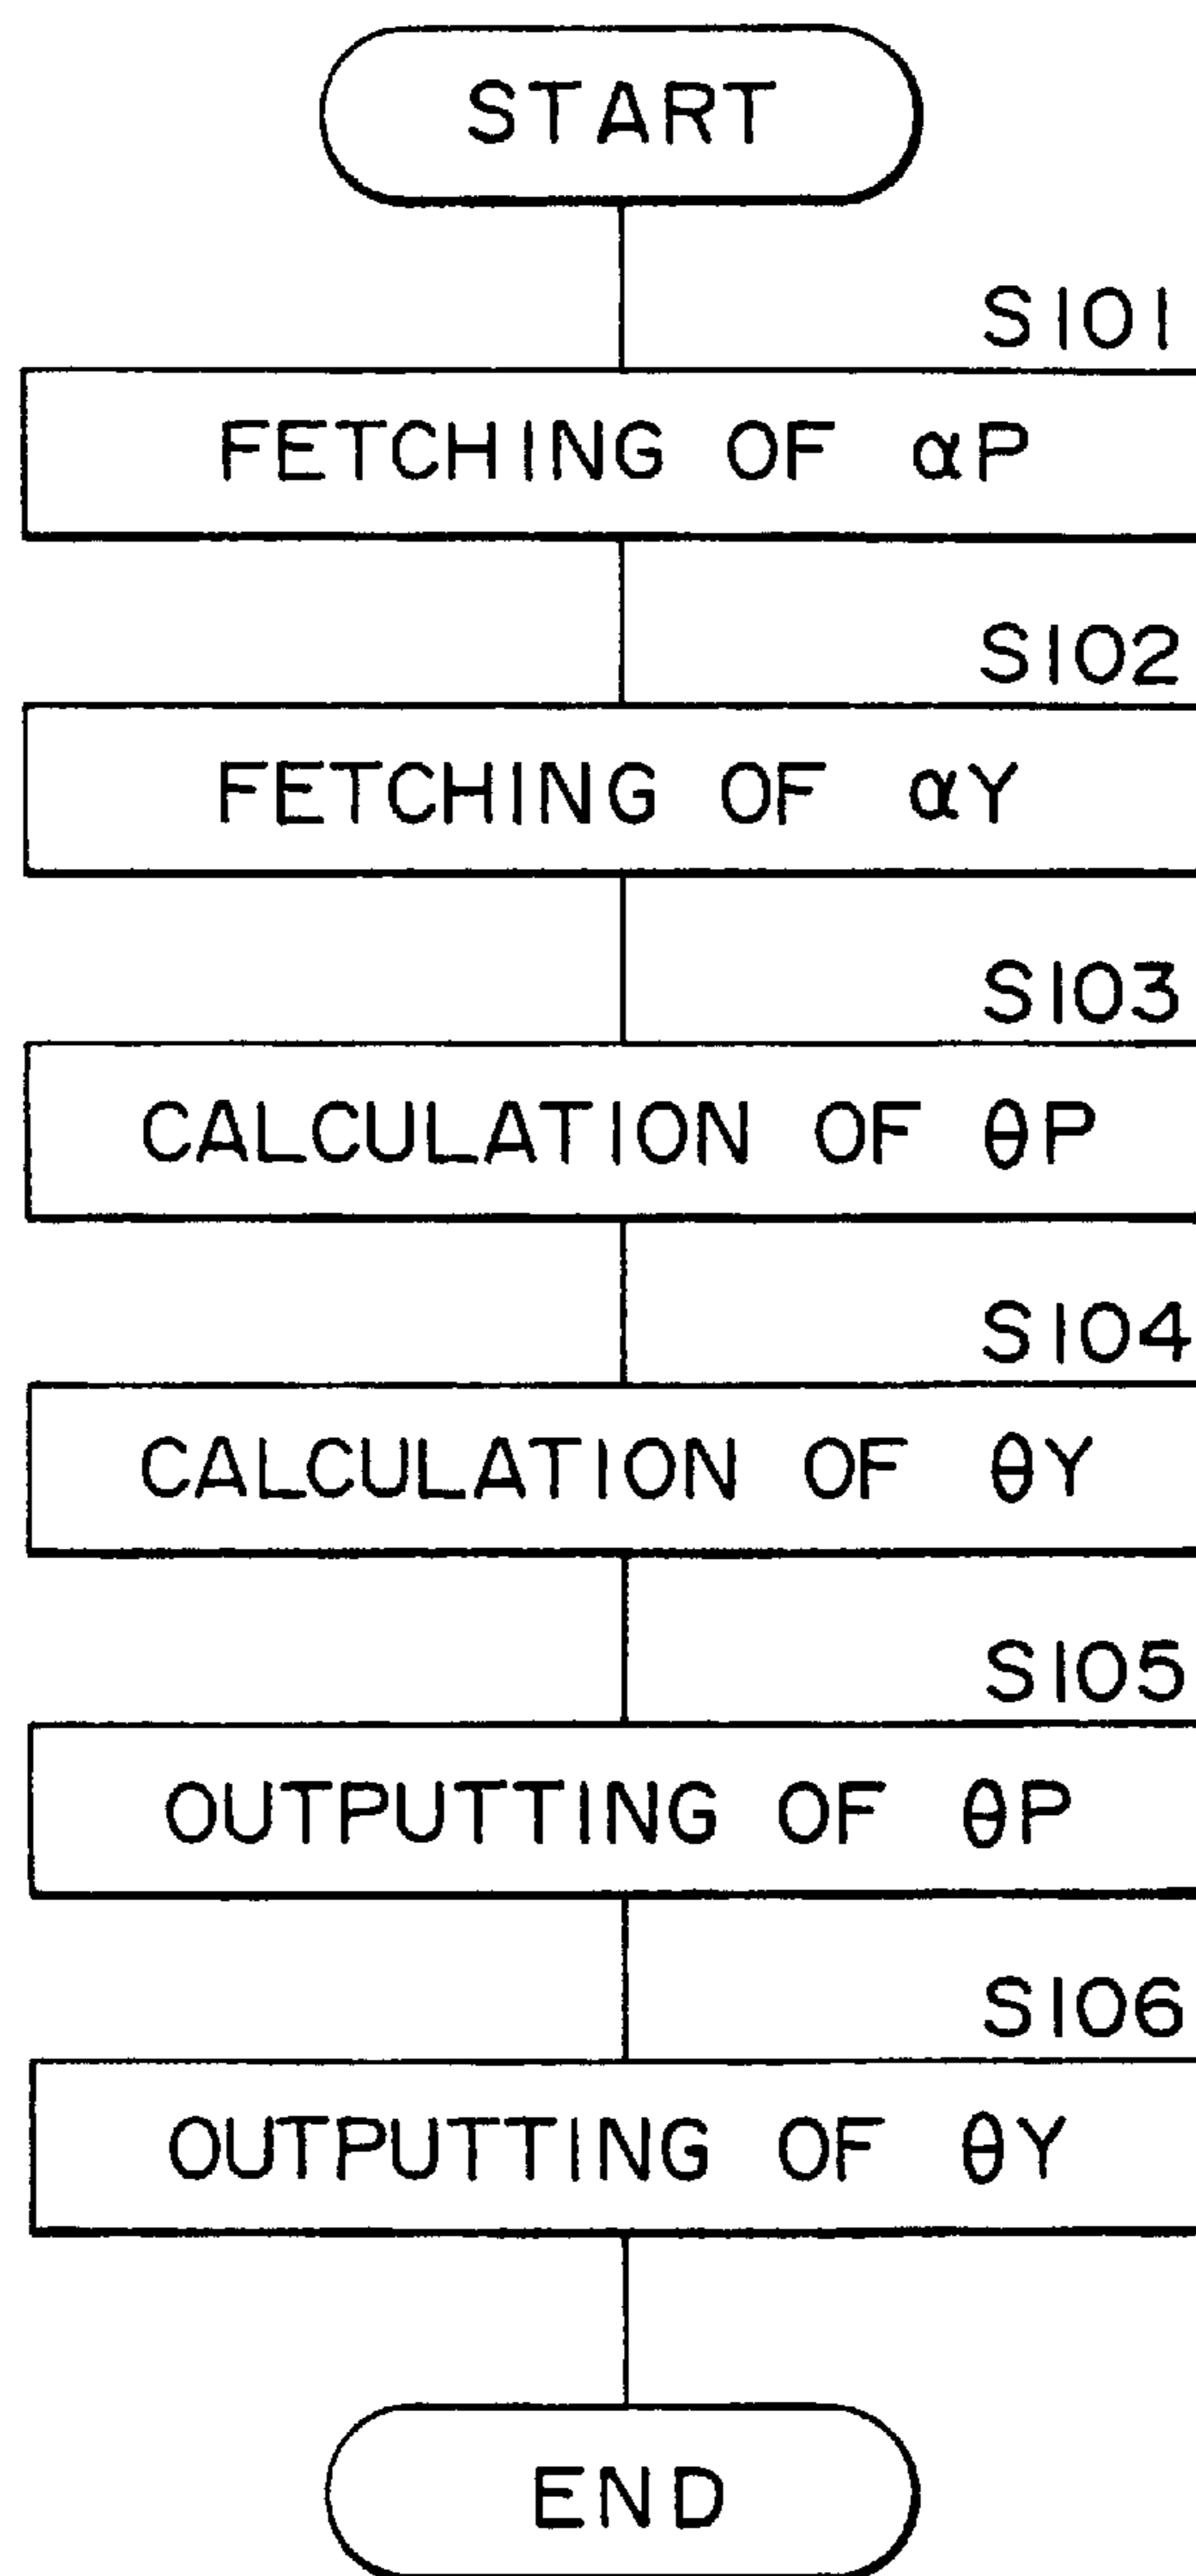 START
S101
FETCHING OF αP
S102
FETCHING OF αY
S103
CALCULATION OF θP
S104
CALCULATION OF θY
S105
OUTPUTTING OF θP
S106
OUTPUTTING OF θY
END